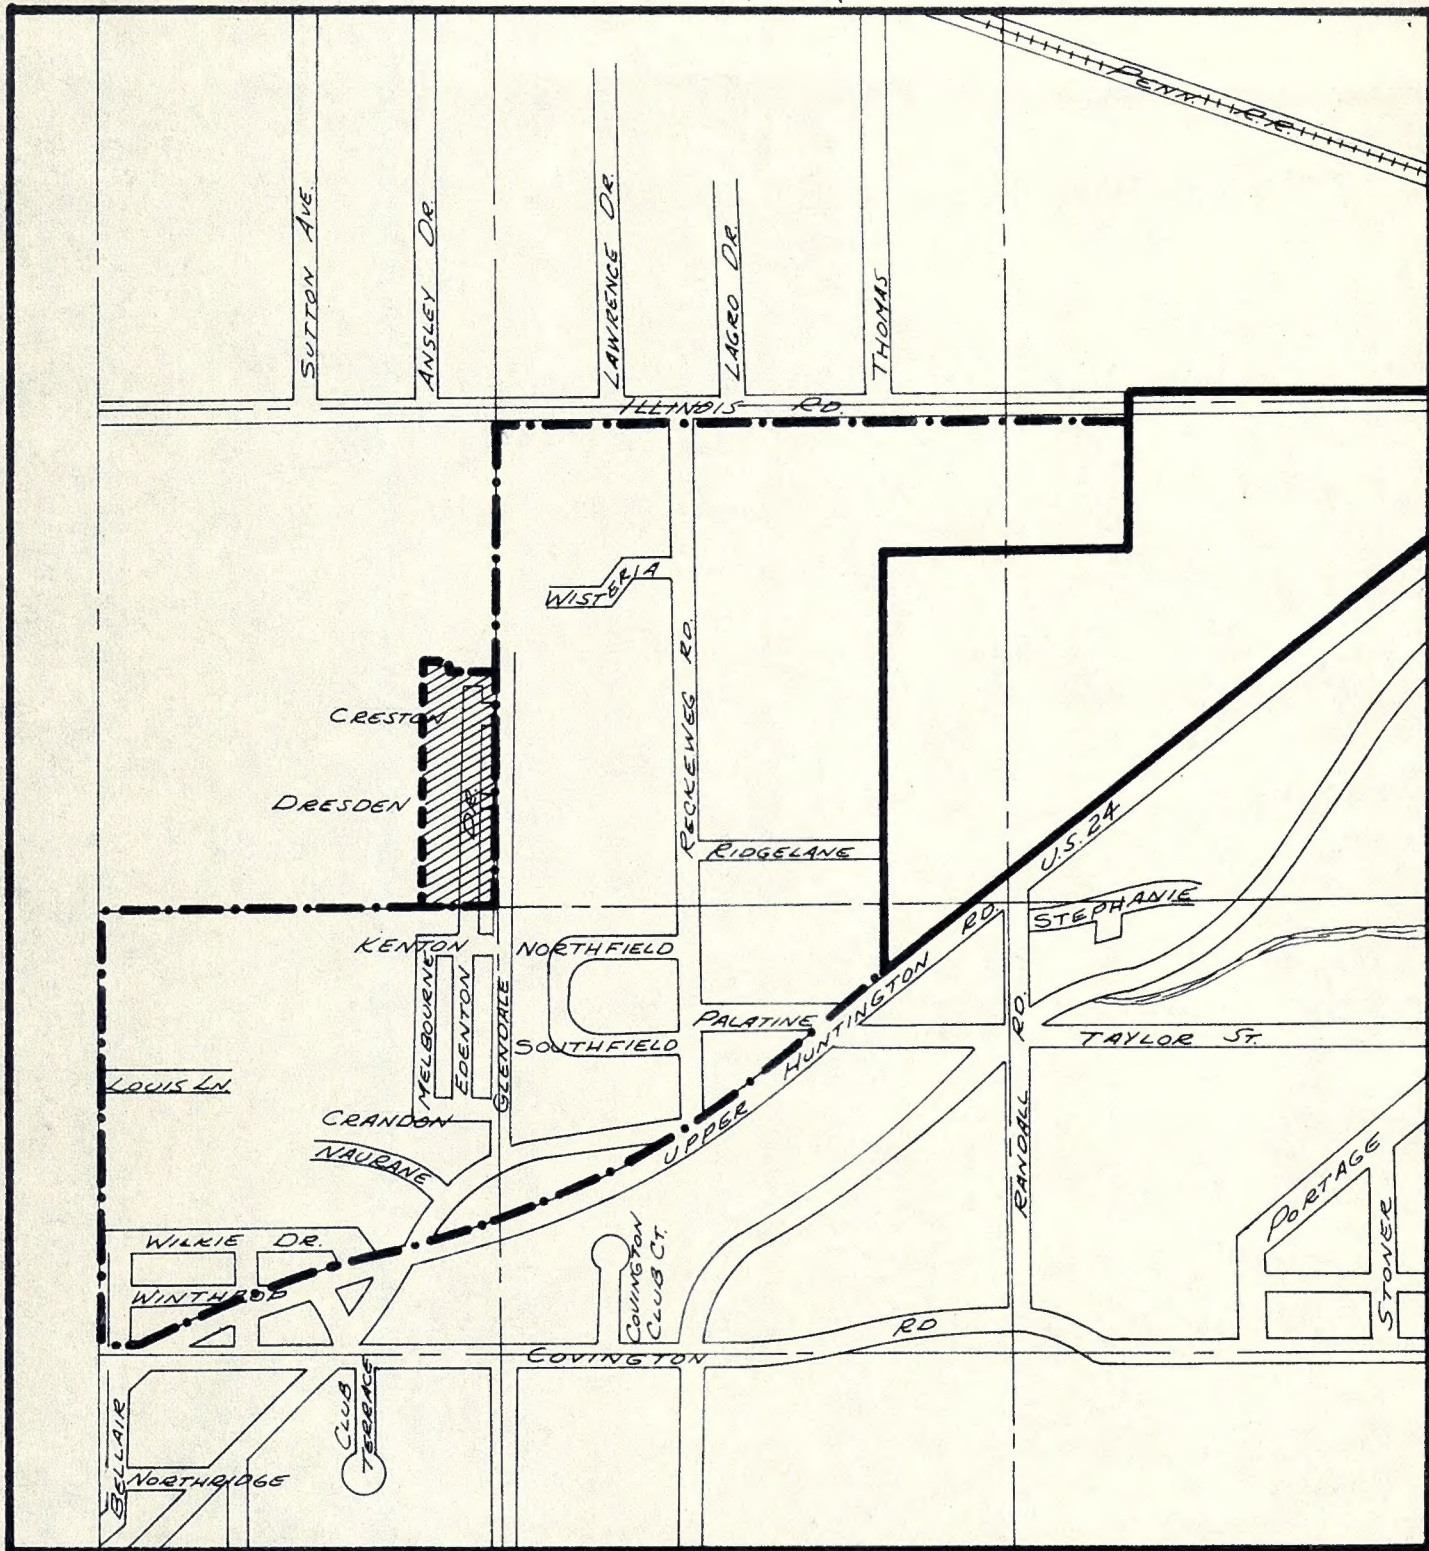 PENN. R.R.
SUTTON AVE.
ANSLEY DR.
LAWRENCE DR.
LAGRO DR.
THOMAS
ILLINOIS RD.
WISTERIA
RECKEWEG RD.
CRESTON
DRESDEN
DR.
RIDGELANE
U.S. 24
STEPHANIE
KENTON
NORTHFIELD
MELBOURNE
EDENTON
GLENDALE
PALATINE
SOUTHFIELD
UPPER HUNTINGTON RD.
TAYLOR ST.
LOUIS LN.
CRANDON
NAURANE
RANDALL RD.
PORTAGE
STONER
WILKIE DR.
WINTHROP
COVINGTON
CLUB CT.
COVINGTON RD
CLUB
TERRACE
BELLAIR
NORTHRIDGE